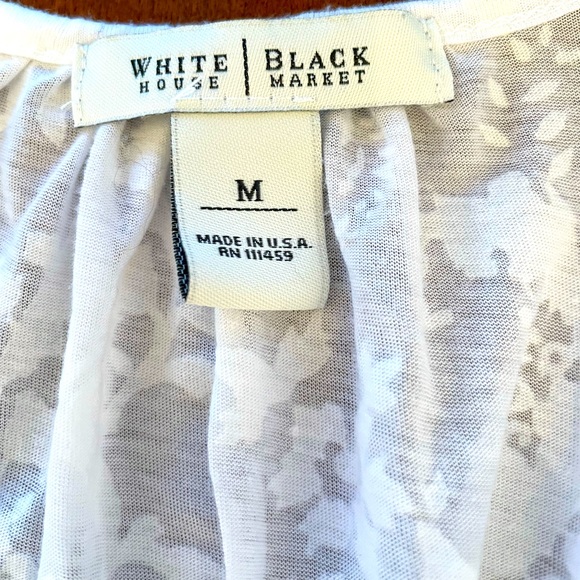 WHITE | BLACK
HOUSE | MARKET
M
MADE IN U.S.A.
RN 111459